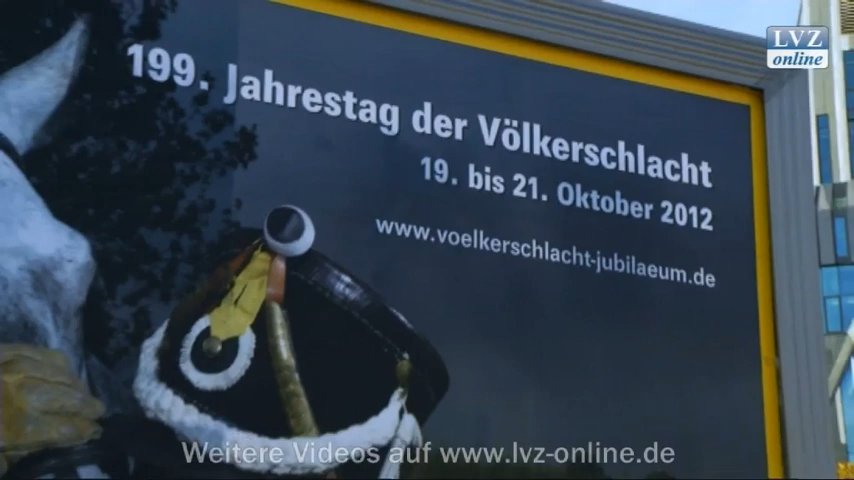 LVZ
online
199. Jahrestag der Völkerschlacht
19. bis 21. Oktober 2012
www.voelkerschlacht-jubilaeum.de
Weitere Videos auf www.lvz-online.de